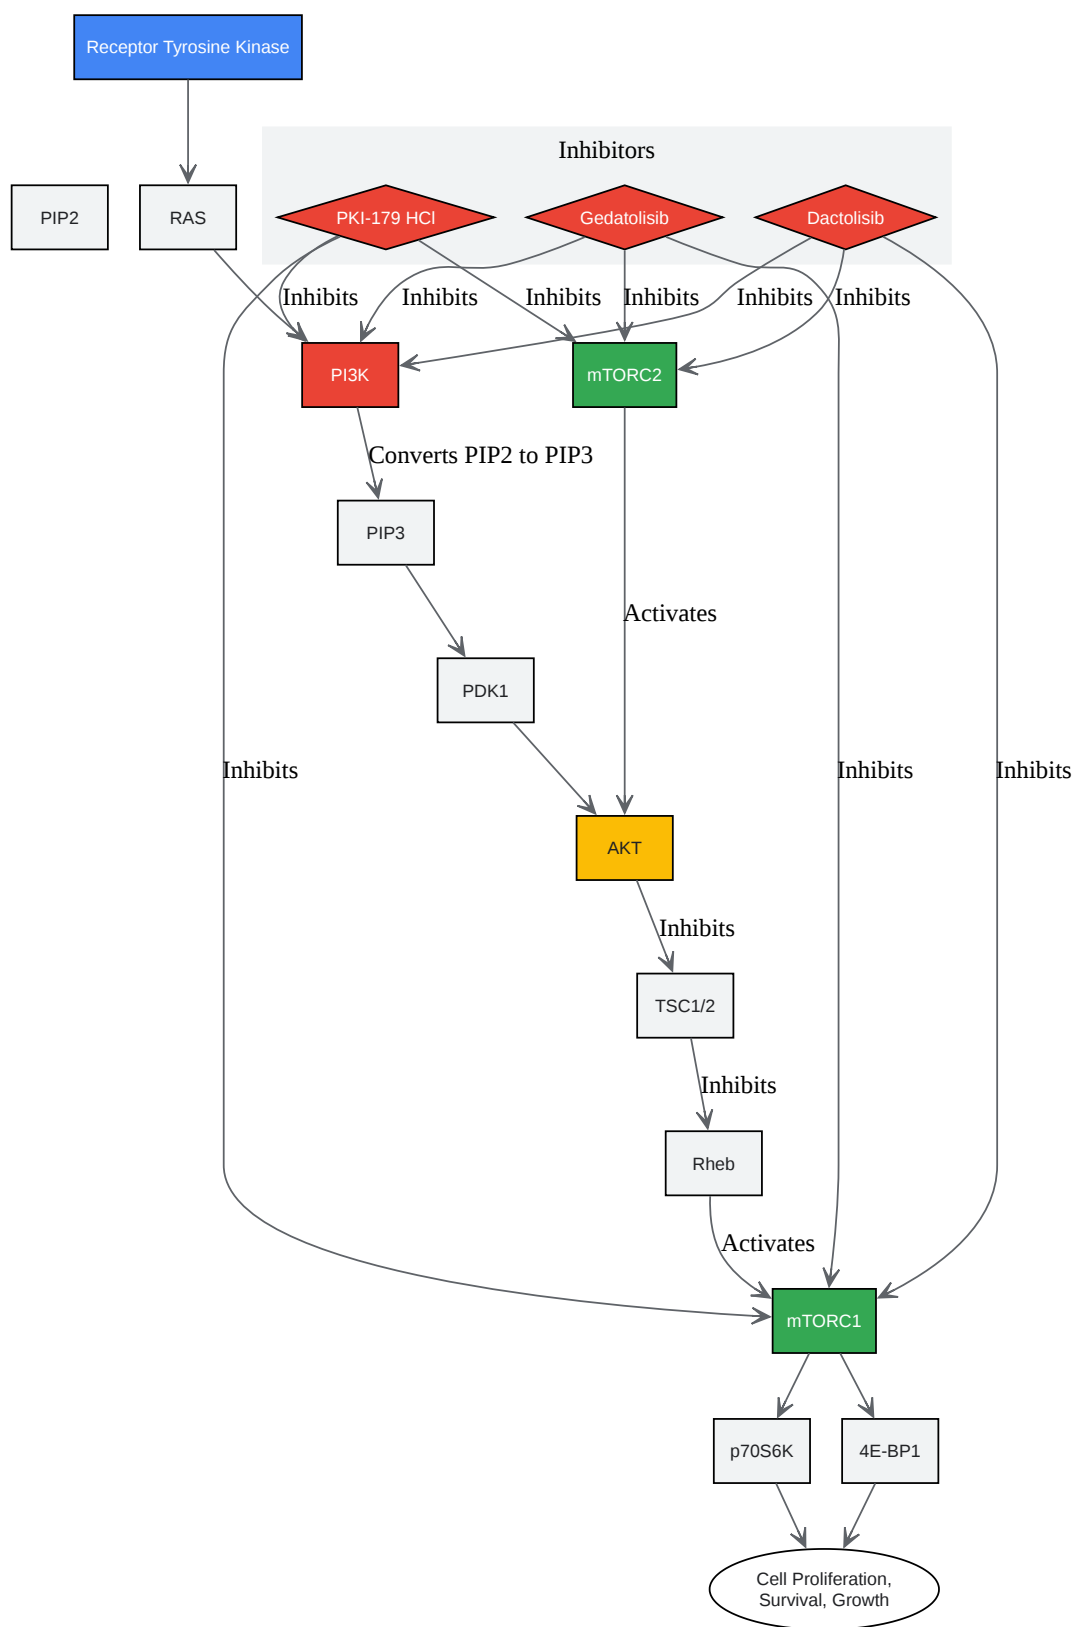 Receptor Tyrosine Kinase
Inhibitors
PIP2
RAS
PKI-179 HCl
Gedatolisib
Dactolisib
Inhibits
Inhibits
Inhibits
Inhibits
Inhibits
Inhibits
PI3K
mTORC2
Converts PIP2 to PIP3
PIP3
Activates
PDK1
Inhibits
Inhibits
Inhibits
AKT
Inhibits
TSC1/2
Inhibits
Rheb
Activates
mTORC1
p70S6K
4E-BP1
Cell Proliferation,
Survival, Growth